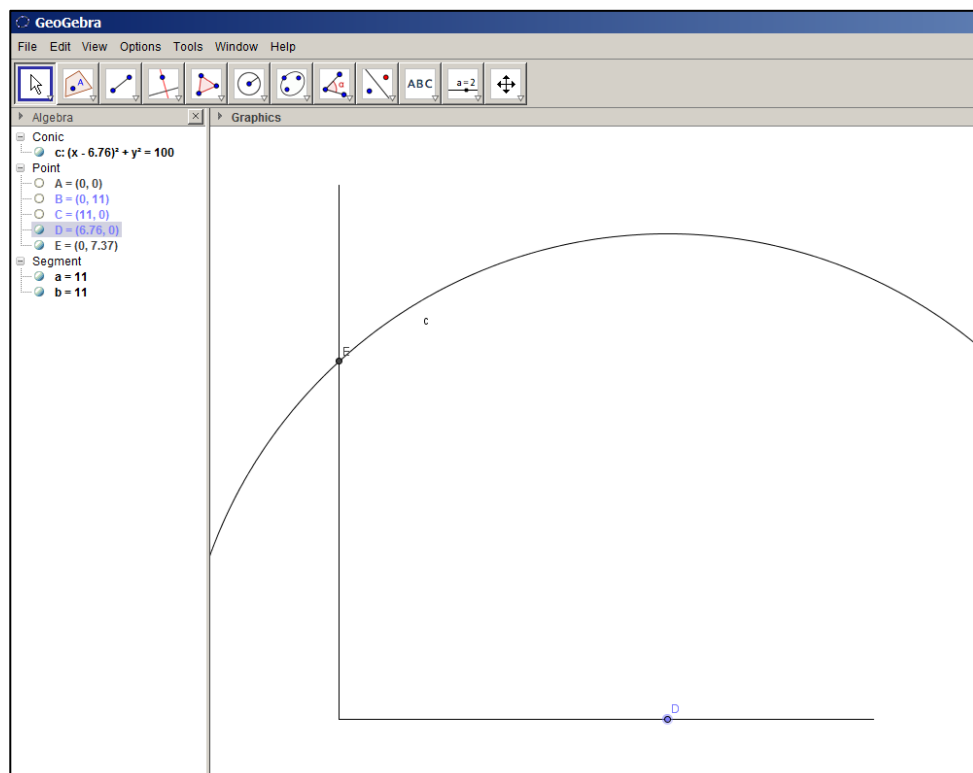 GeoGebra
File Edit View Options Tools Window Help
A α ABC a=2
Algebra
Graphics
Conic
c: (x - 6.76)² + y² = 100
Point
A = (0, 0)
B = (0, 11)
C = (11, 0)
D = (6.76, 0)
E = (0, 7.37)
Segment
a = 11
b = 11
c
E
D